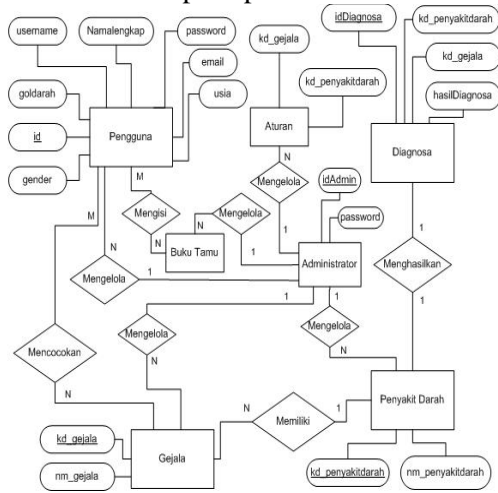 username
Namalengkap
password
email
usia
goldarah
id
gender
Pengguna
kd_gejala
kd_penyakitdarah
Aturan
idDiagnosa
kd_penyakitdarah
kd_gejala
hasilDiagnosa
Diagnosa
M
M
N
N
Mengelola
1
Mengisi
N
Buku Tamu
N
Mengelola
1
idAdmin
password
Administrator
1
Menghasilkan
1
N
Mengelola
1
1
Mengelola
N
1
Mengelola
N
Mencocokan
N
Penyakit Darah
kd_penyakitdarah
nm_penyakitdarah
N
Memiliki
1
Gejala
kd_gejala
nm_gejala